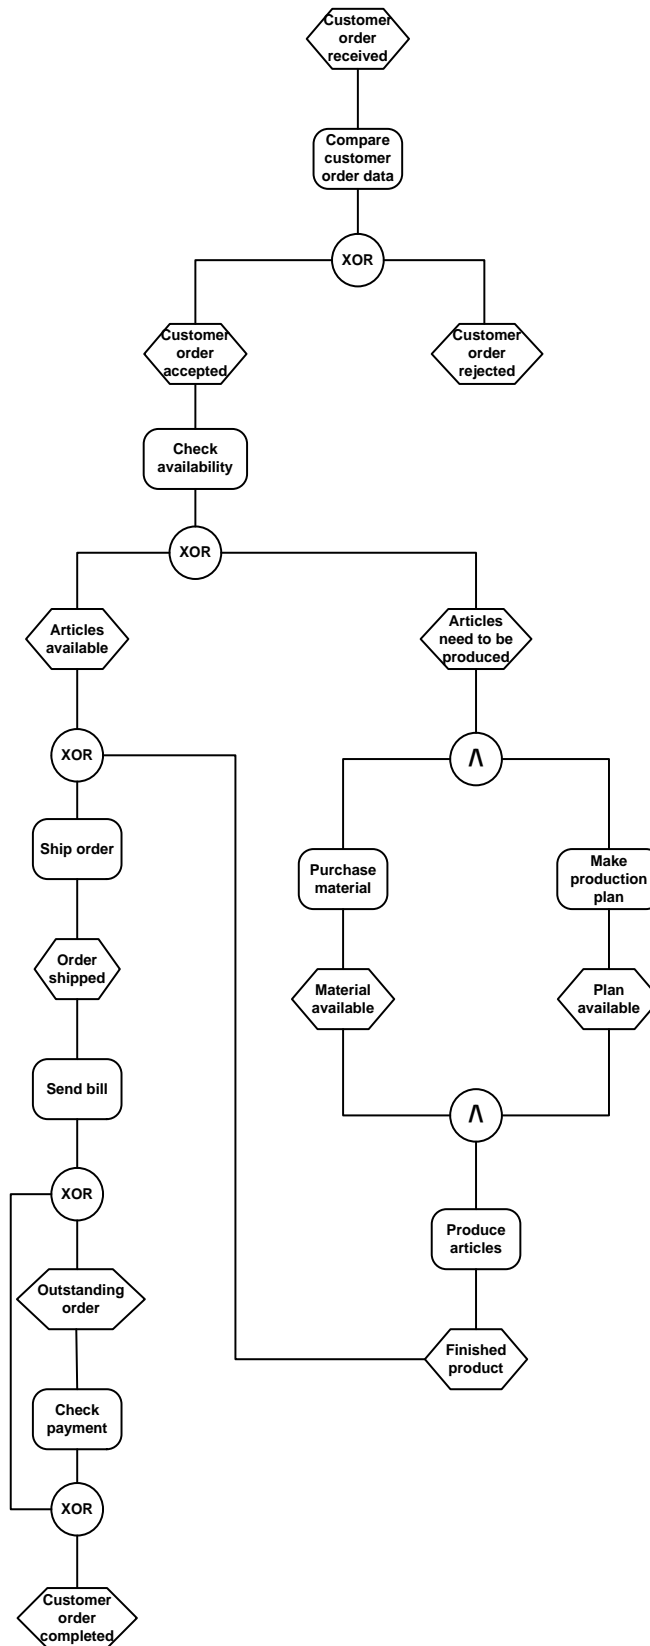 Customer
order
received
Compare
customer
order data
XOR
Customer
order
accepted
Customer
order
rejected
Check
availability
XOR
Articles
available
Articles
need to be
produced
XOR
Λ
Ship order
Purchase
material
Make
production
plan
Order
shipped
Material
available
Plan
available
Send bill
Λ
XOR
Produce
articles
Outstanding
order
Finished
product
Check
payment
XOR
Customer
order
completed